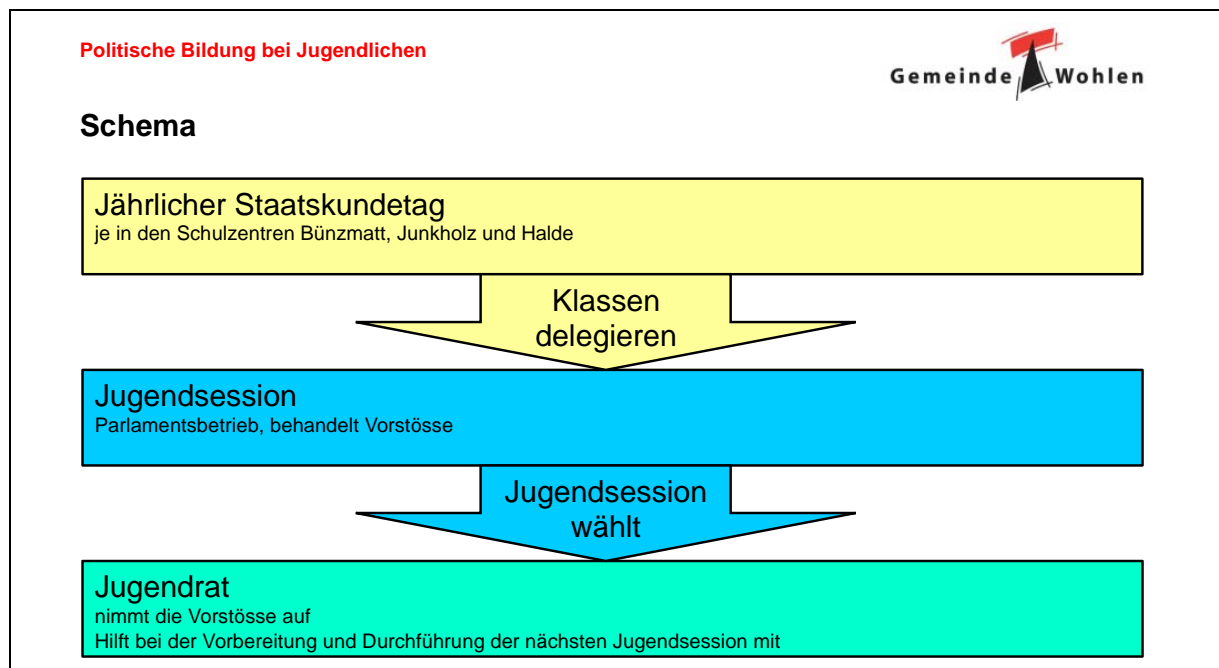 Politische Bildung bei Jugendlichen
Gemeinde Wohlen
Schema
Jährlicher Staatskundetag
je in den Schulzentren Bünzmatt, Junkholz und Halde
Klassen
delegieren
Jugendsession
Parlamentsbetrieb, behandelt Vorstösse
Jugendsession
wählt
Jugendrat
nimmt die Vorstösse auf
Hilft bei der Vorbereitung und Durchführung der nächsten Jugendsession mit